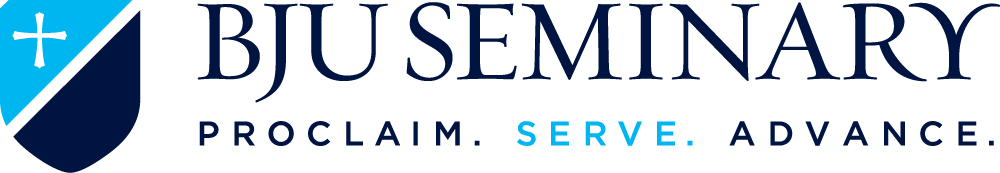 BJU SEMINARY
PROCLAIM. SERVE. ADVANCE.